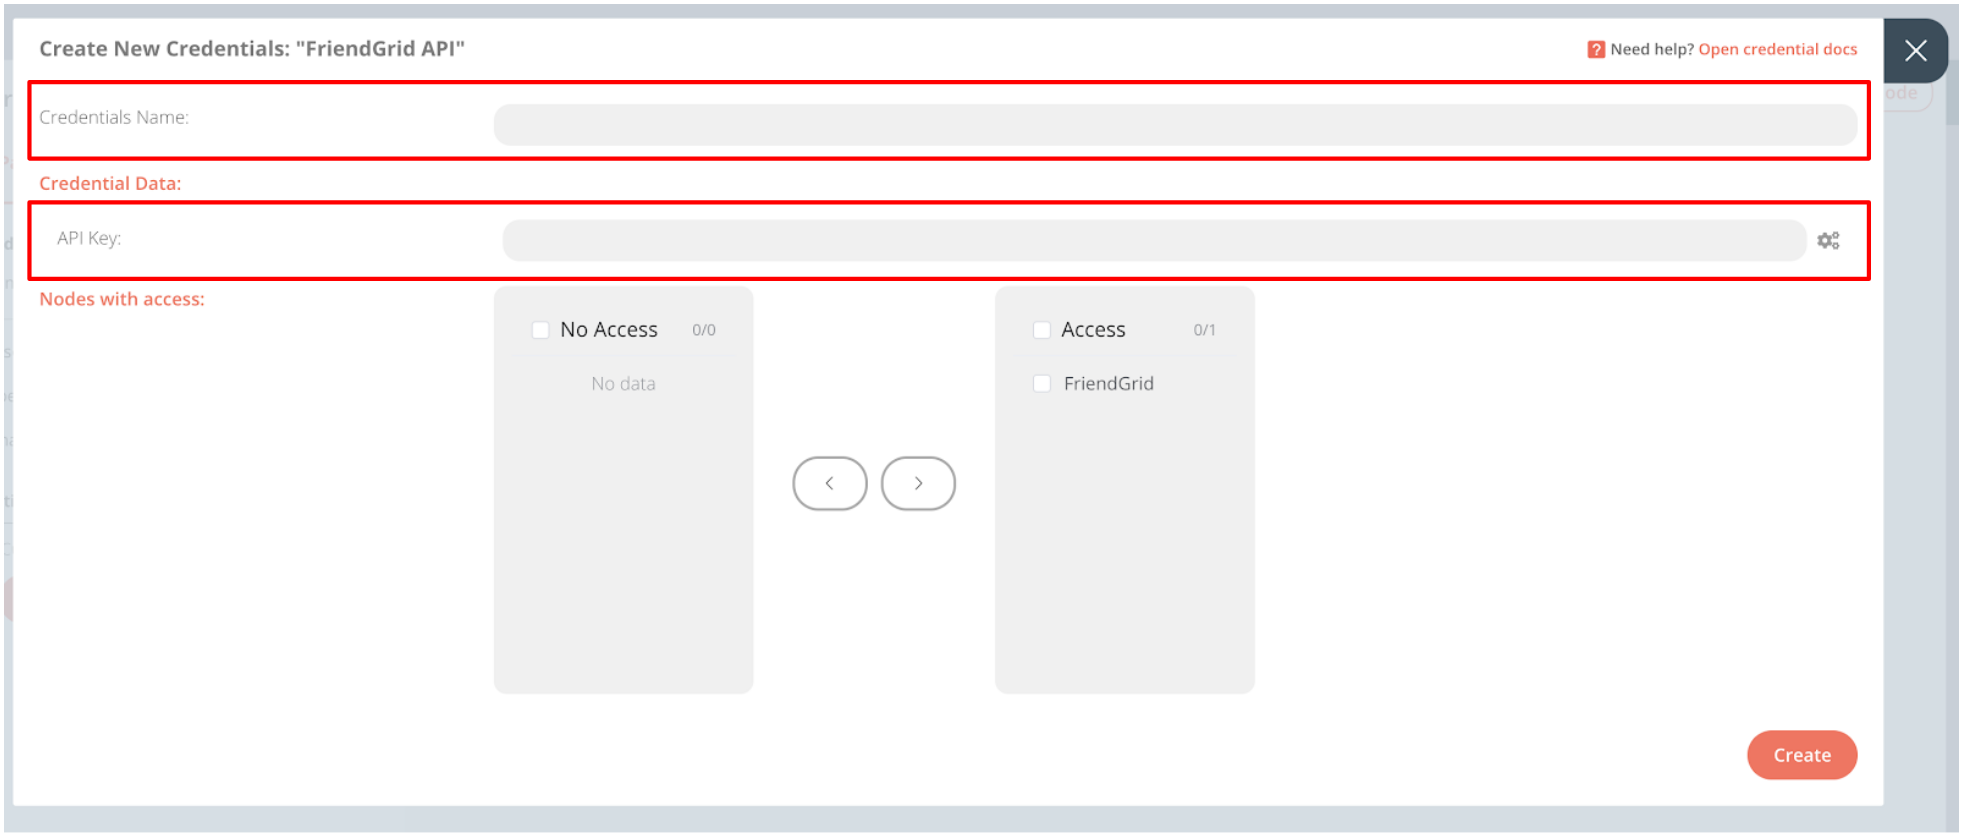 Create New Credentials: "FriendGrid API"
? Need help? Open credential docs
ode
Credentials Name:
Credential Data:
API Key:
Nodes with access:
No Access 0/0
Access 0/1
No data
FriendGrid
Create